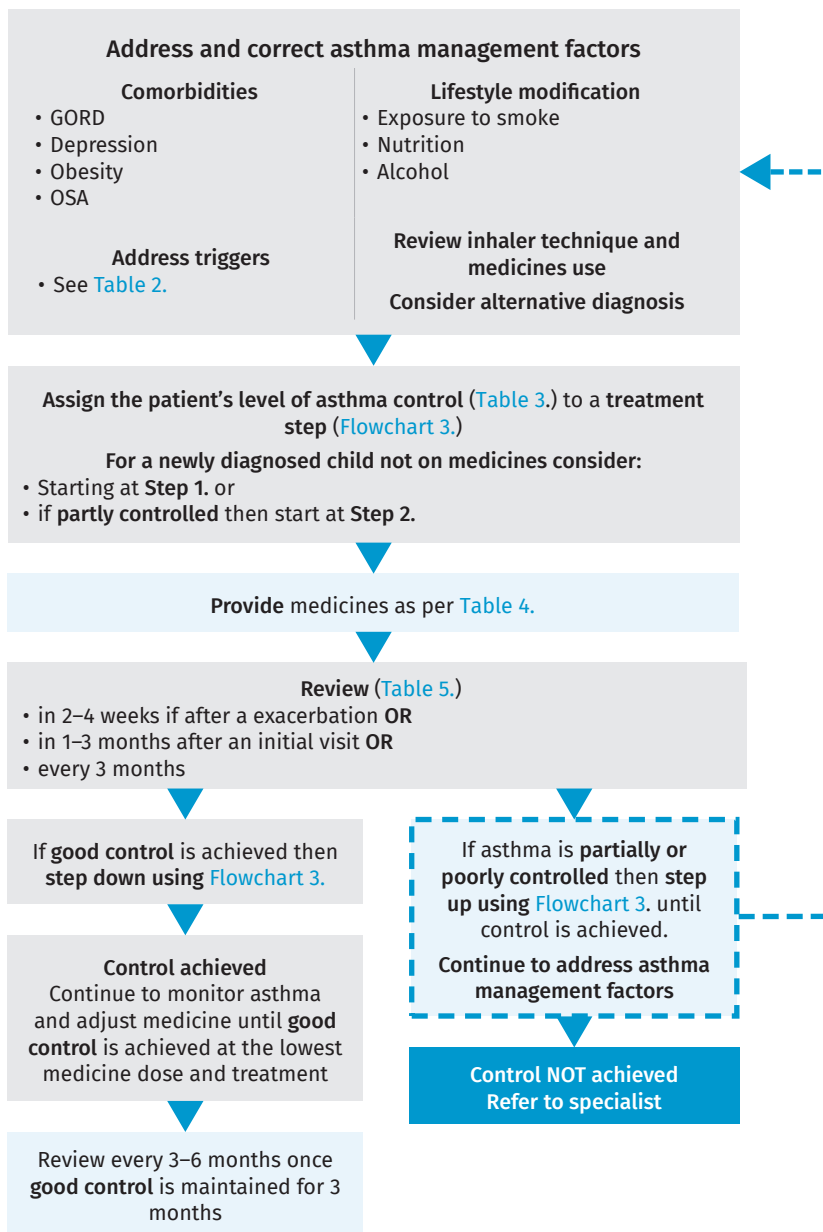 Address and correct asthma management factors
Comorbidities
• GORD
• Depression
• Obesity
• OSA
Address triggers
• See Table 2.
Lifestyle modification
• Exposure to smoke
• Nutrition
• Alcohol
Review inhaler technique and
medicines use
Consider alternative diagnosis
Assign the patient's level of asthma control (Table 3.) to a treatment
step (Flowchart 3.)
For a newly diagnosed child not on medicines consider:
• Starting at Step 1. or
• if partly controlled then start at Step 2.
Provide medicines as per Table 4.
Review (Table 5.)
• in 2–4 weeks if after a exacerbation OR
• in 1–3 months after an initial visit OR
• every 3 months
If good control is achieved then
step down using Flowchart 3.
Control achieved
Continue to monitor asthma
and adjust medicine until good
control is achieved at the lowest
medicine dose and treatment
Review every 3–6 months once
good control is maintained for 3
months
If asthma is partially or
poorly controlled then step
up using Flowchart 3. until
control is achieved.
Continue to address asthma
management factors
Control NOT achieved
Refer to specialist